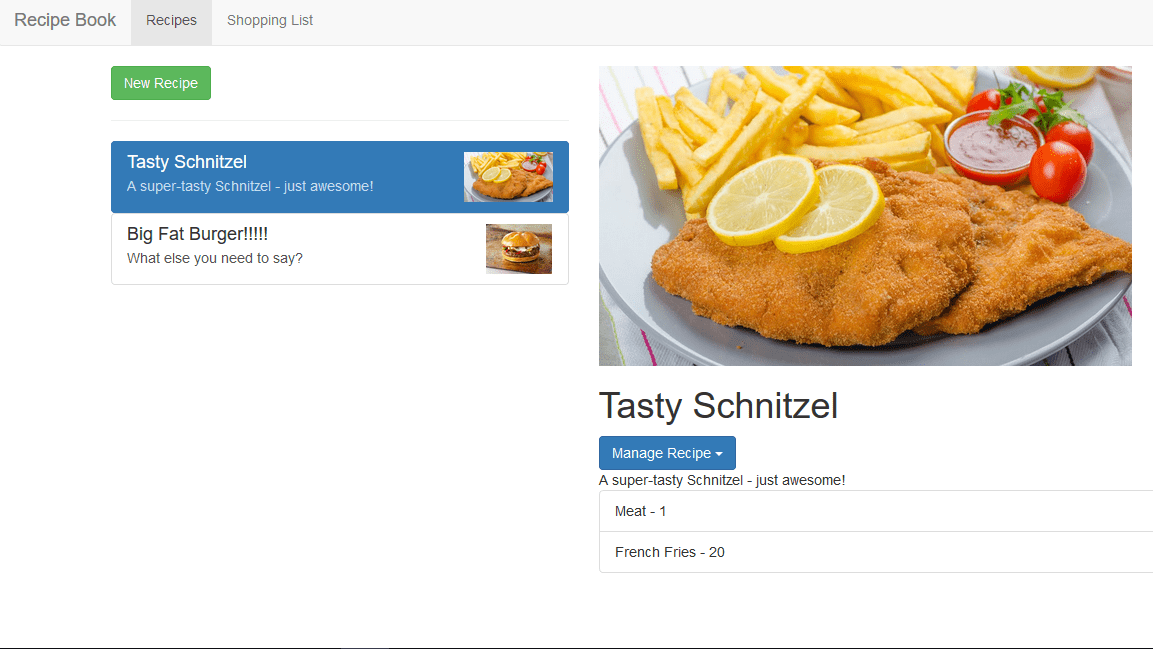 Recipe Book Recipes Shopping List
New Recipe
Tasty Schnitzel
A super-tasty Schnitzel - just awesome!
Big Fat Burger!!!!!
What else you need to say?
Tasty Schnitzel
Manage Recipe
A super-tasty Schnitzel - just awesome!
Meat - 1
French Fries - 20